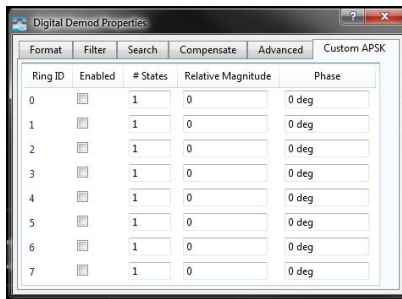 Digital Demod Properties
Format Filter Search Compensate Advanced Custom APSK
Ring ID Enabled # States Relative Magnitude Phase
0 1 0 0 deg
1 1 0 0 deg
2 1 0 0 deg
3 1 0 0 deg
4 1 0 0 deg
5 1 0 0 deg
6 1 0 0 deg
7 1 0 0 deg